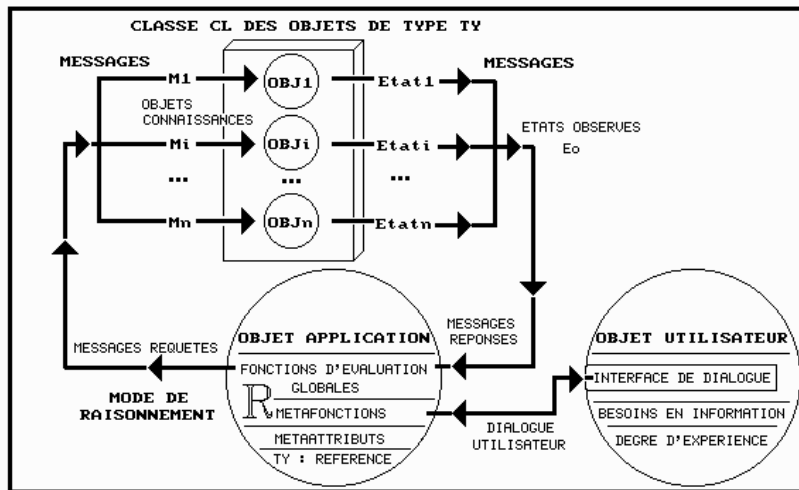 CLASSE CL DES OBJETS DE TYPE TY
MESSAGES
MESSAGES
M1
OBJ1
Etat1
OBJETS
CONNAISSANCES
ETATS OBSERVES
Eo
Mi
OBJi
Etati
...
...
...
...
Mn
OBJn
Etatn
MESSAGES
REPONSES
MESSAGES REQUETES
MODE DE
RAISONNEMENT
OBJET APPLICATION
FONCTIONS D'EVALUATION
GLOBALES
R
METAFONCTIONS
METAATTRIBUTS
TY : REFERENCE
DIALOGUE
UTILISATEUR
OBJET UTILISATEUR
INTERFACE DE DIALOGUE
BESOINS EN INFORMATION
DEGRE D'EXPERIENCE